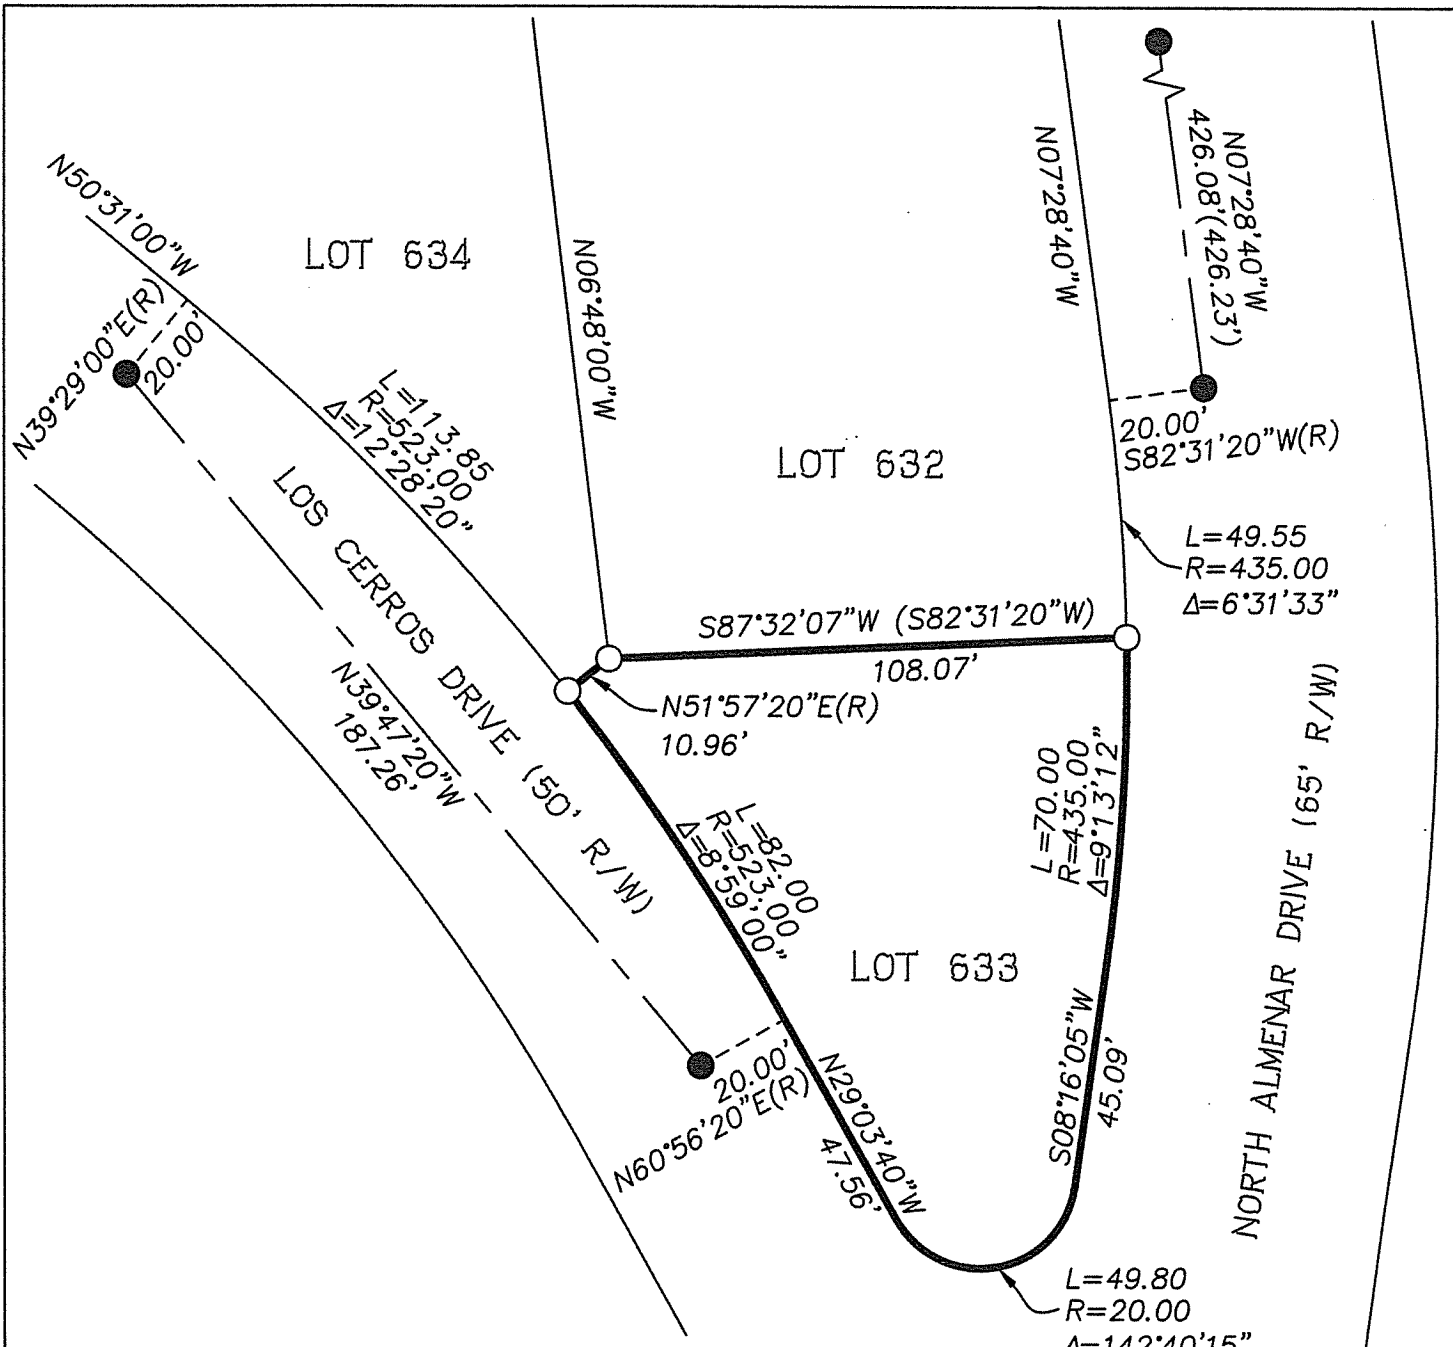 N50°31'00"W
LOT 634
N39°29'00"E(R)
20.00'
L=113.85
R=523.00
Δ=12°28'20"
N06°48'00"W
N07°28'40"W
N07°28'40"W
426.08'(426.23')
20.00'
S82°31'20"W(R)
LOT 632
L=49.55
R=435.00
Δ=6°31'33"
LOS CERROS DRIVE (50' R/W)
N39°47'20"W
187.26'
S87°32'07"W (S82°31'20"W)
108.07'
N51°57'20"E(R)
10.96'
L=82.00
R=523.00
Δ=8°59'00"
L=70.00
R=435.00
Δ=9°13'12"
LOT 633
NORTH ALMENAR DRIVE (65' R/W)
20.00'
N60°56'20"E(R)
N29°03'40"W
47.56'
S08°16'05"W
45.09'
L=49.80
R=20.00
Δ=142°40'15"